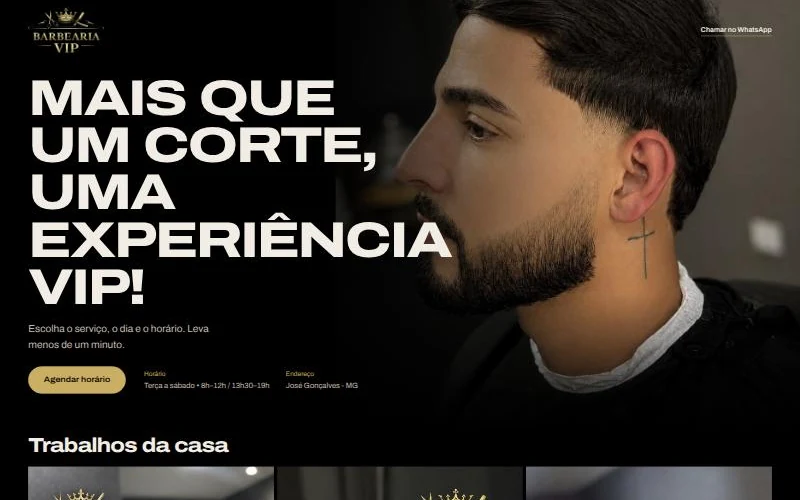 BARBEARIA
VIP
Chamar no WhatsApp
MAIS QUE
UM CORTE,
UMA
EXPERIÊNCIA
VIP!
Escolha o serviço, o dia e o horário. Leva
menos de um minuto.
Agendar horário
Horário
Terça a sábado • 8h–12h / 13h30–19h
Endereço
José Gonçalves - MG
Trabalhos da casa